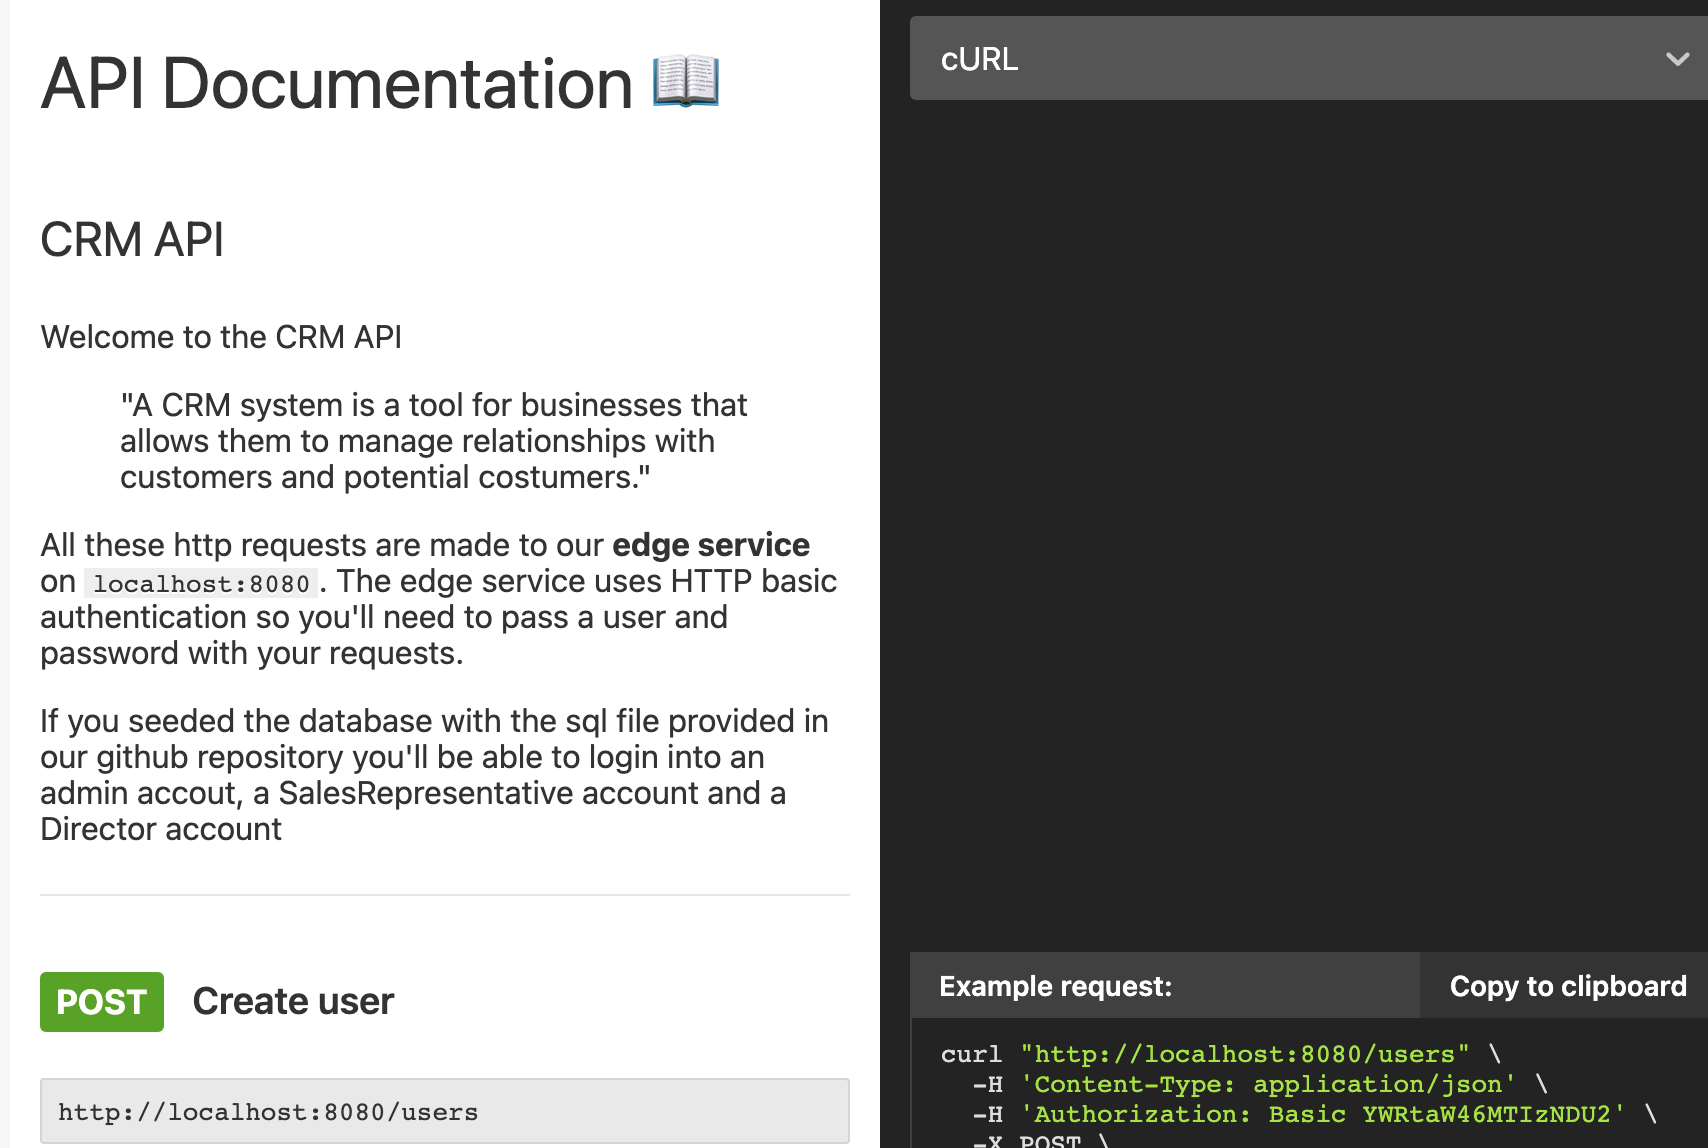 API Documentation 📖
CRM API
Welcome to the CRM API
"A CRM system is a tool for businesses that
allows them to manage relationships with
customers and potential costumers."
All these http requests are made to our edge service
on localhost:8080. The edge service uses HTTP basic
authentication so you'll need to pass a user and
password with your requests.
If you seeded the database with the sql file provided in
our github repository you'll be able to login into an
admin accout, a SalesRepresentative account and a
Director account
POST Create user
http://localhost:8080/users
cURL
Example request:
Copy to clipboard
curl "http://localhost:8080/users" \
-H 'Content-Type: application/json' \
-H 'Authorization: Basic YWRtaW46MTIzNDU2' \
-X POST \